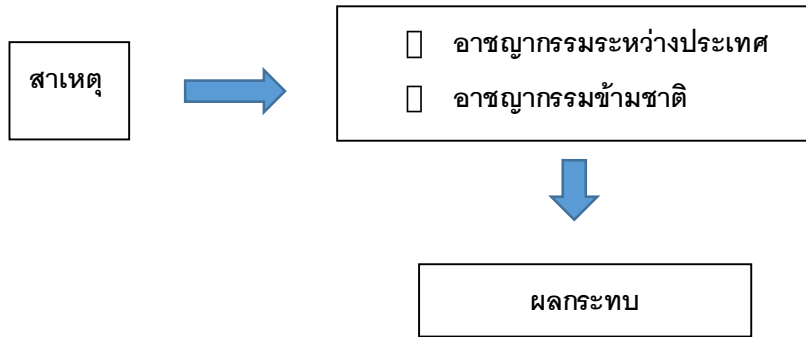 อาชญากรรมระหว่างประเทศ
สาเหตุ
อาชญากรรมข้ามชาติ
ผลกระทบ